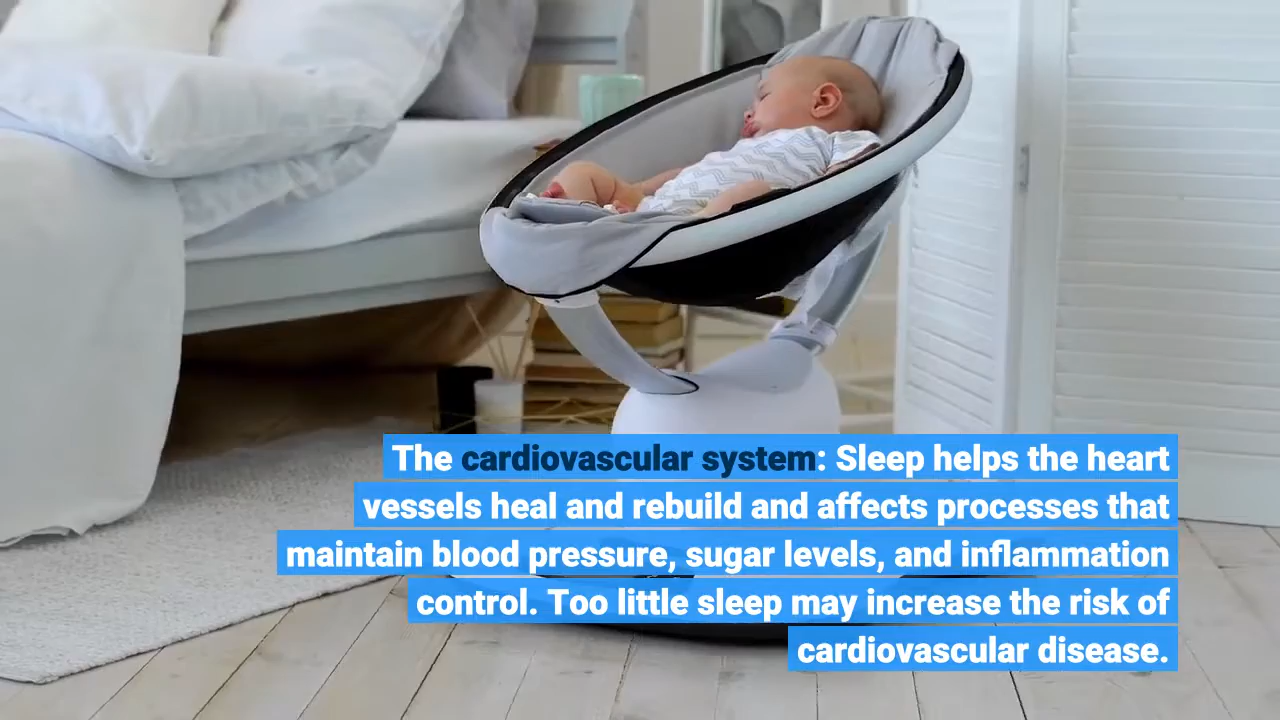 The cardiovascular system: Sleep helps the heart
vessels heal and rebuild and affects processes that
maintain blood pressure, sugar levels, and inflammation
control. Too little sleep may increase the risk of
cardiovascular disease.